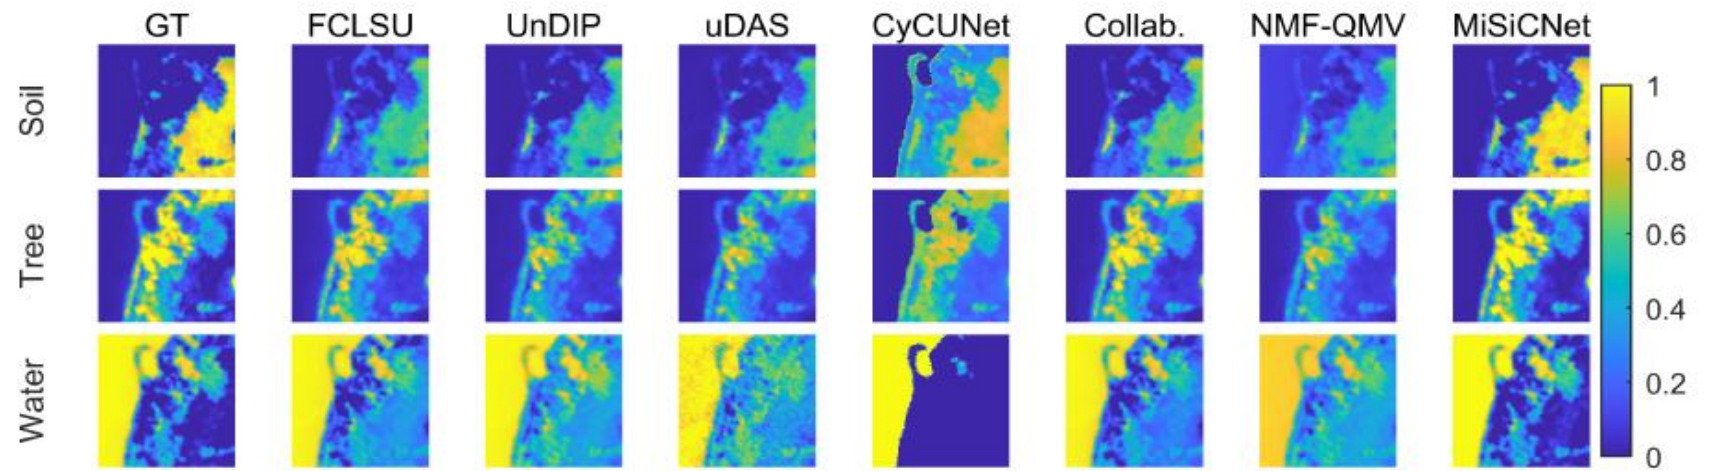 GT FCLSU UnDIP uDAS CyCUNet Collab. NMF-QMV MiSiCNet
Soil
Tree
Water
1
0.8
0.6
0.4
0.2
0